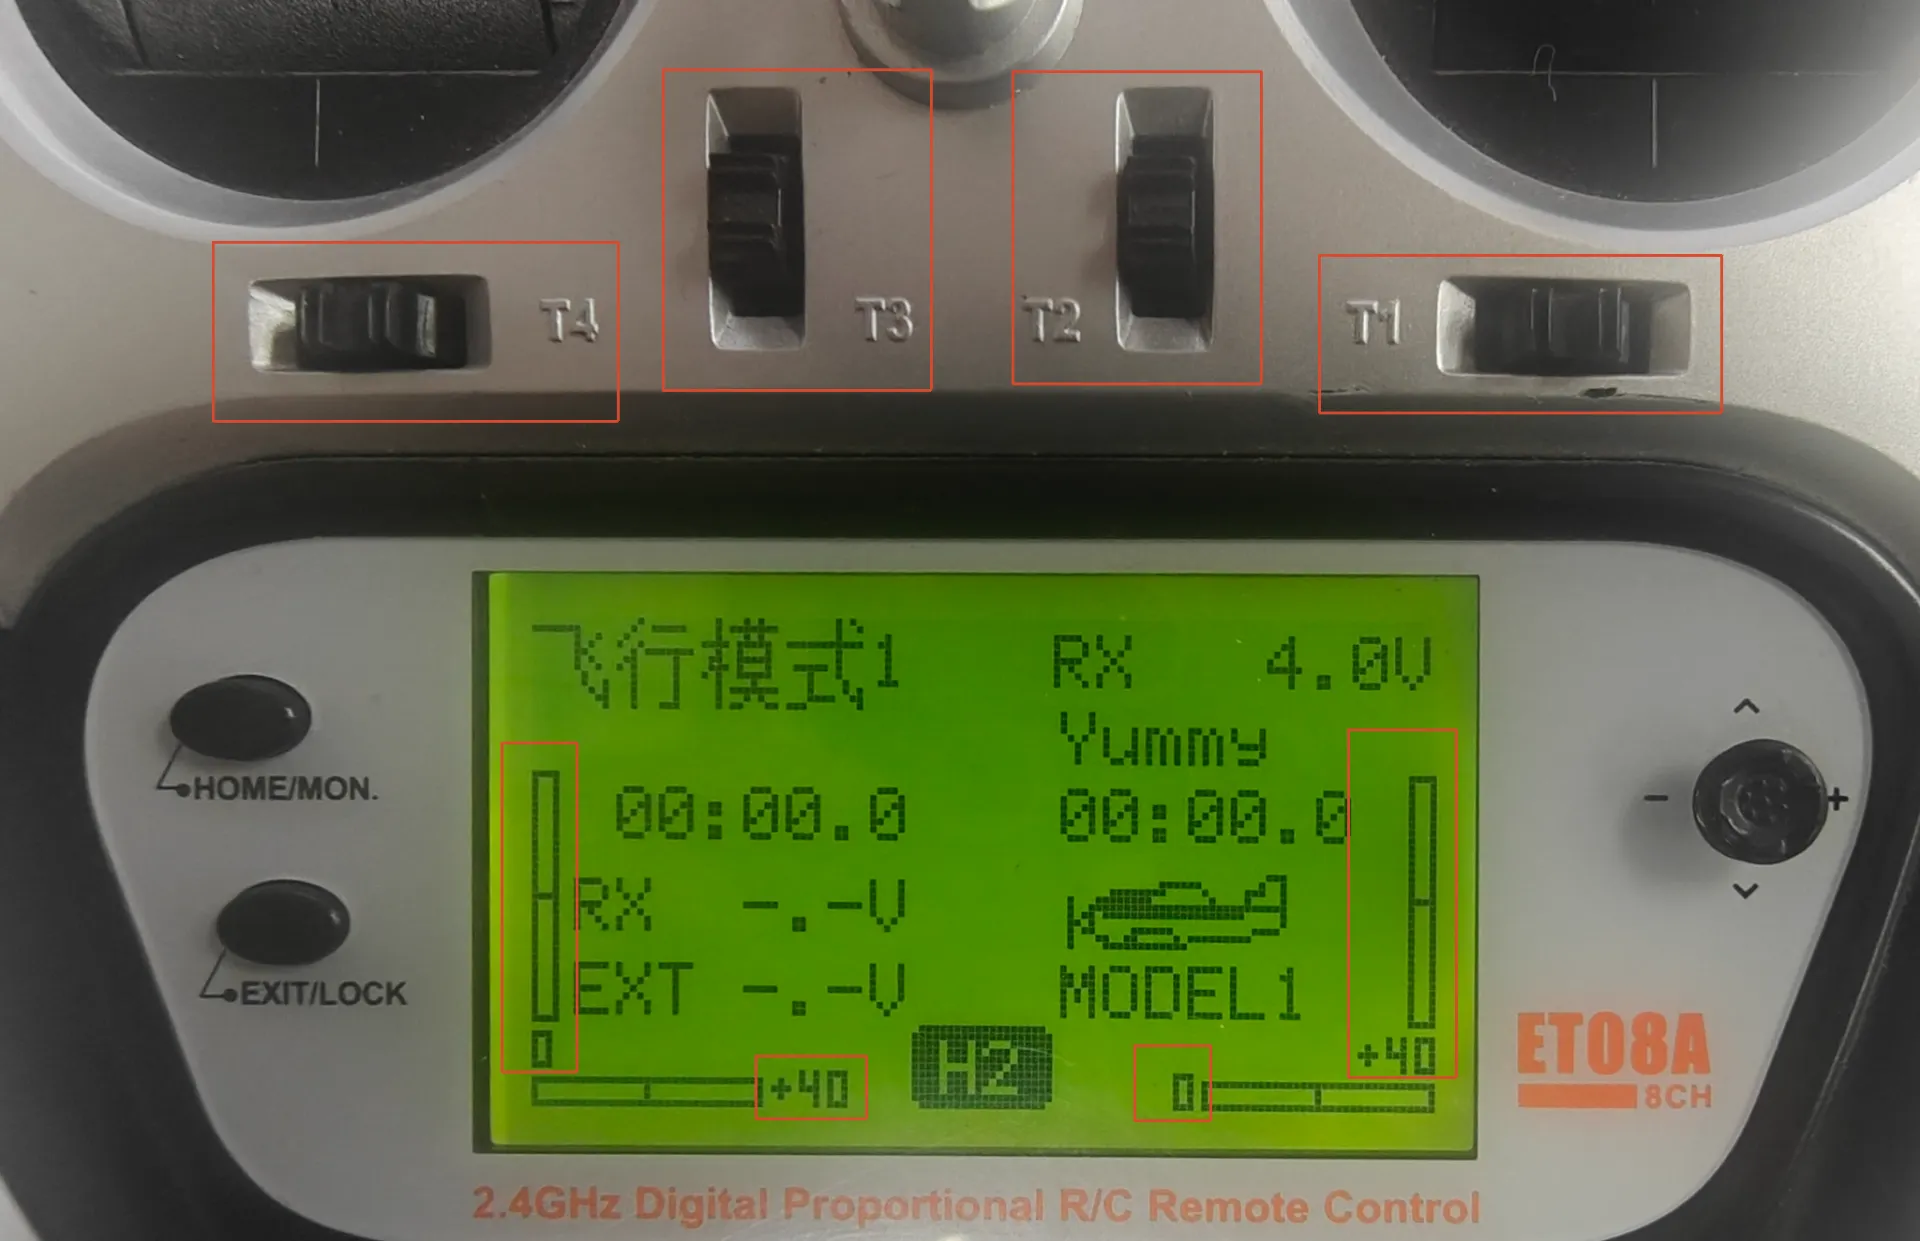 T4
T3
T2
T1
飞行模式1
RX 4.0V
Yummy
00:00.0
00:00.0
RX -.-V
EXT -.-V
MODEL1
0
+40
+40
H2
0
HOME/MON.
EXIT/LOCK
-
+
ET08A
8CH
2.4GHz Digital Proportional R/C Remote Control